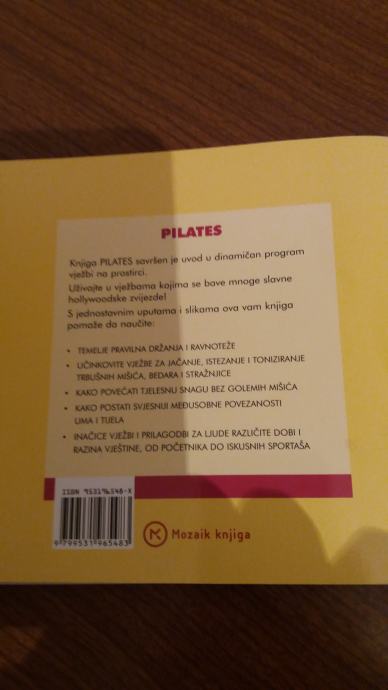 PILATES
Knjiga PILATES savršen je uvod u dinamičan program
vježbi na prostirci.
Uživajte u vježbama kojima se bave mnoge slavne
hollywoodske zvijezde!
S jednostavnim uputama i slikama ova vam knjiga
pomaže da naučite:
• TEMELJE PRAVILNA DRŽANJA I RAVNOTEŽE
• UČINKOVITE VJEŽBE ZA JAČANJE, ISTEZANJE I TONIZIRANJE
TRBUŠNIH MIŠIĆA, BEDARA I STRAŽNJICE
• KAKO POVEĆATI TJELESNU SNAGU BEZ GOLEMIH MIŠIĆA
• KAKO POSTATI SVJESNIJI MEĐUSOBNE POVEZANOSTI
UMA I TIJELA
• INAČICE VJEŽBI I PRILAGODBI ZA LJUDE RAZLIČITE DOBI I
RAZINA VJEŠTINE, OD POČETNIKA DO ISKUSNIH SPORTAŠA
ISBN 953196548-X
9799531965483
Mozaik knjiga